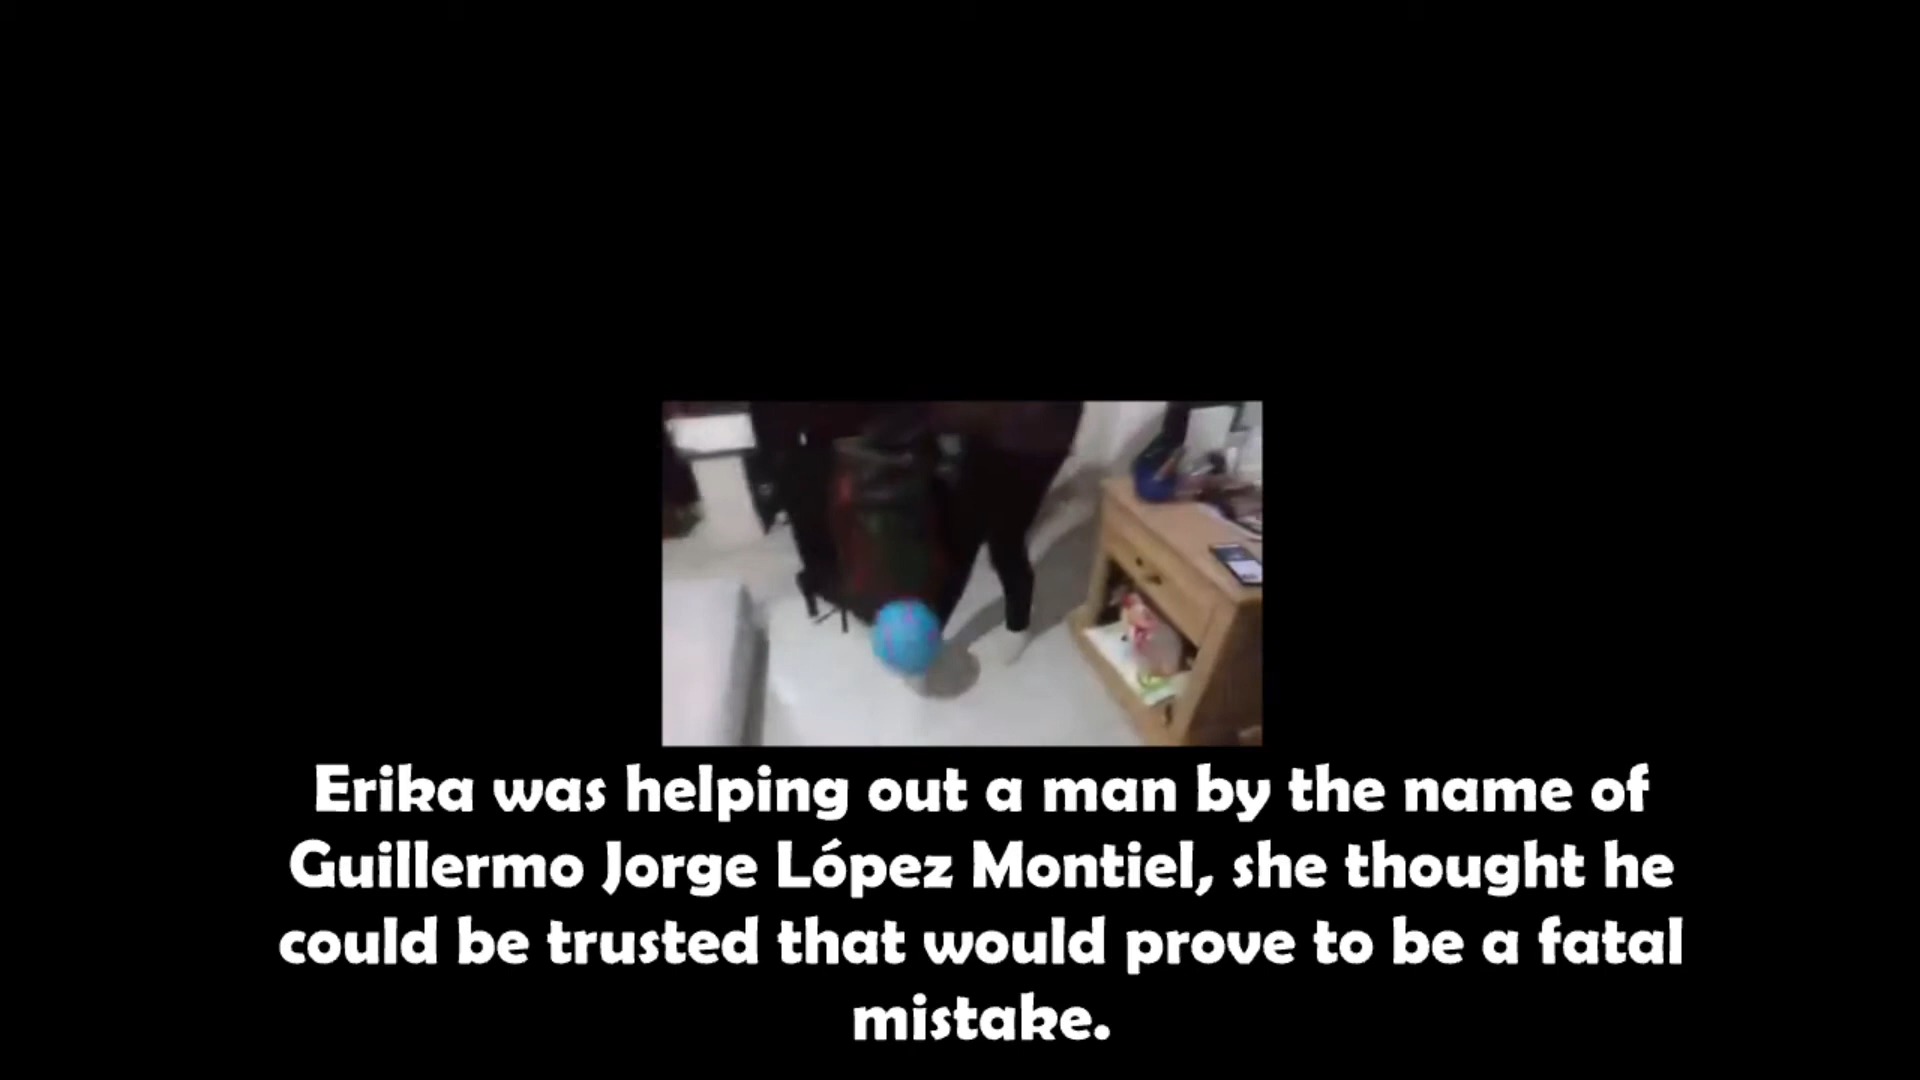 Erika was helping out a man by the name of
Guillermo Jorge López Montiel, she thought he
could be trusted that would prove to be a fatal
mistake.